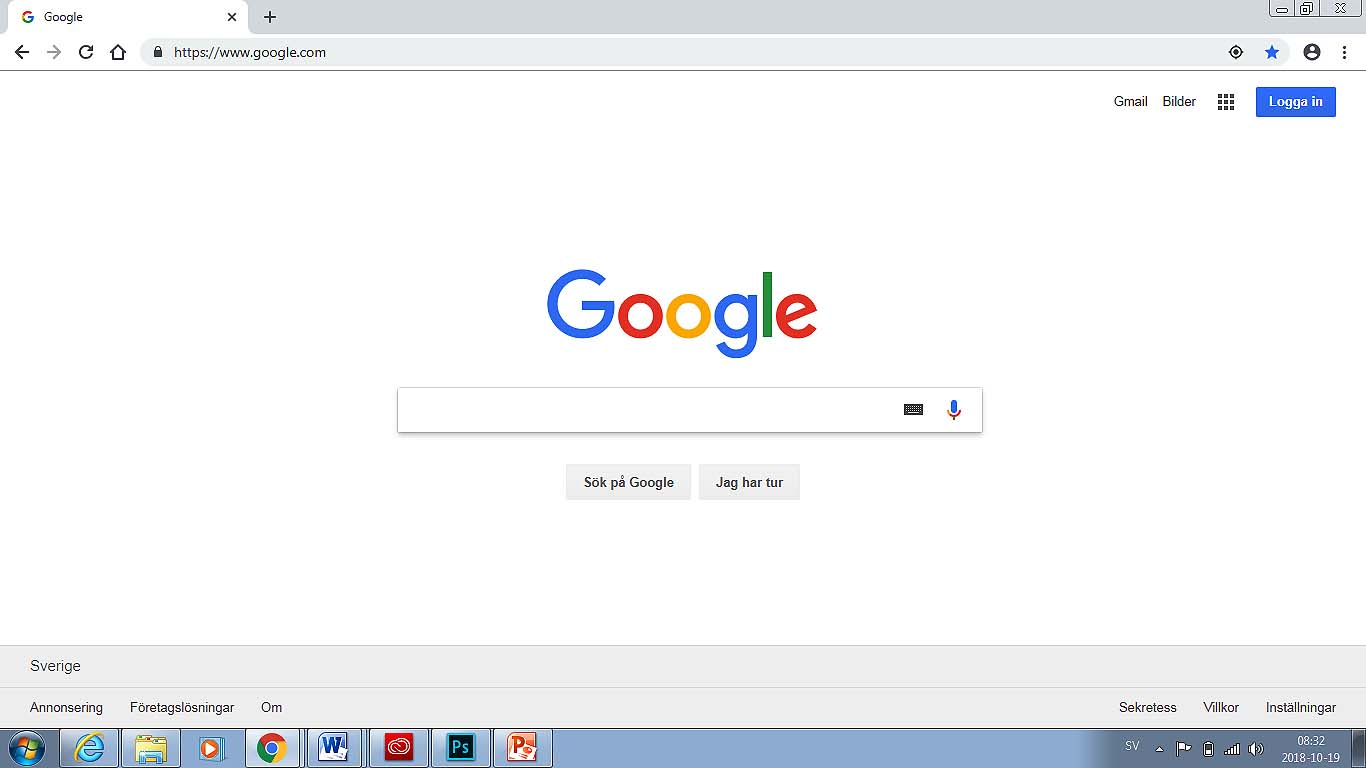 Google
https://www.google.com
Gmail Bilder Logga in
Google
Sök på Google Jag har tur
Sverige
Annonsering Företagslösningar Om Sekretess Villkor Inställningar
W Ps P SV 08:32
2018-10-19